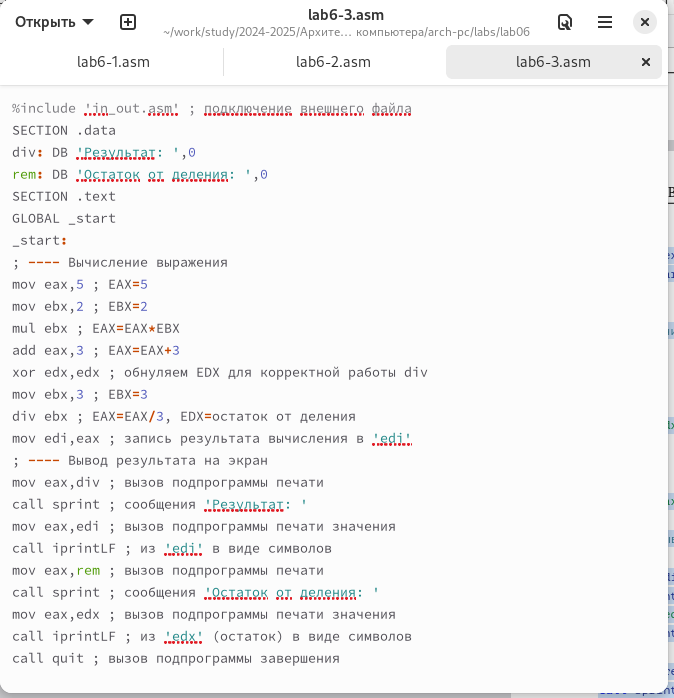 Открыть
lab6-3.asm
~/work/study/2024-2025/Архите… компьютера/arch-pc/labs/lab06
lab6-1.asm
lab6-2.asm
lab6-3.asm
%include 'in_out.asm' ; подключение внешнего файла
SECTION .data
div: DB 'Результат: ',0
rem: DB 'Остаток от деления: ',0
SECTION .text
GLOBAL _start
_start:
; ---- Вычисление выражения
mov eax,5 ; EAX=5
mov ebx,2 ; EBX=2
mul ebx ; EAX=EAX*EBX
add eax,3 ; EAX=EAX+3
xor edx,edx ; обнуляем EDX для корректной работы div
mov ebx,3 ; EBX=3
div ebx ; EAX=EAX/3, EDX=остаток от деления
mov edi,eax ; запись результата вычисления в 'edi'
; ---- Вывод результата на экран
mov eax,div ; вызов подпрограммы печати
call sprint ; сообщения 'Результат: '
mov eax,edi ; вызов подпрограммы печати значения
call iprintLF ; из 'edi' в виде символов
mov eax,rem ; вызов подпрограммы печати
call sprint ; сообщения 'Остаток от деления: '
mov eax,edx ; вызов подпрограммы печати значения
call iprintLF ; из 'edx' (остаток) в виде символов
call quit ; вызов подпрограммы завершения